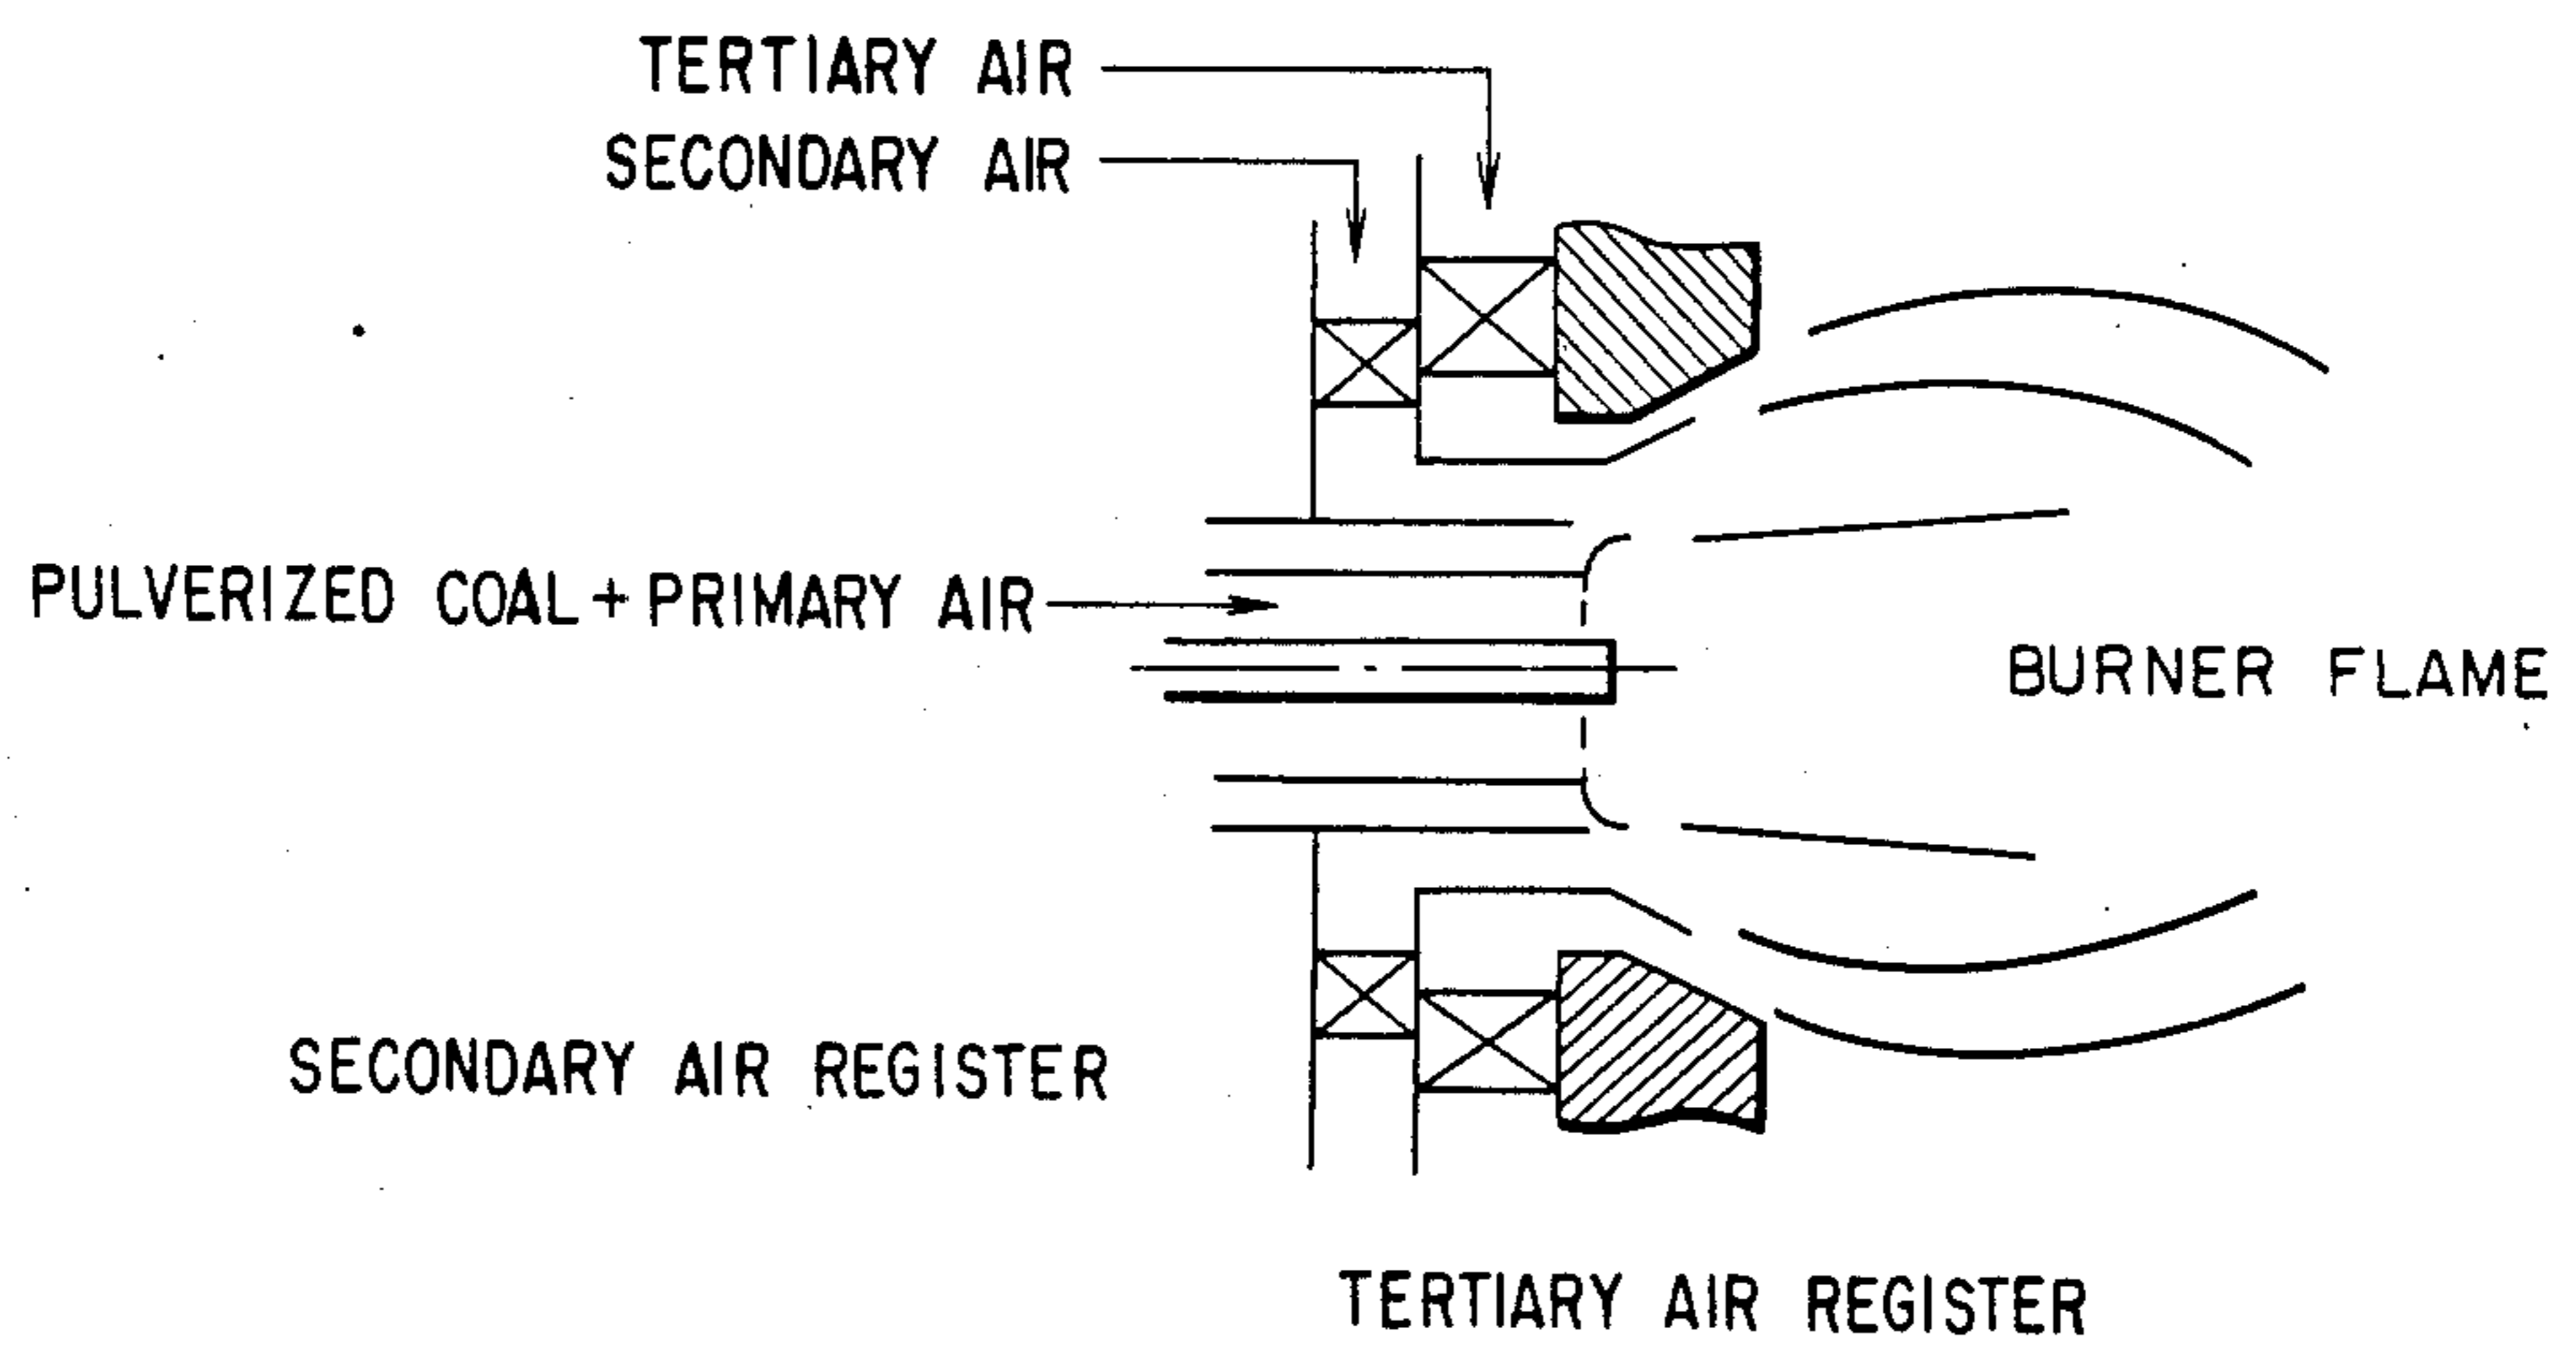 TERTIARY AIR
SECONDARY AIR
PULVERIZED COAL + PRIMARY AIR
BURNER FLAME
SECONDARY AIR REGISTER
TERTIARY AIR REGISTER